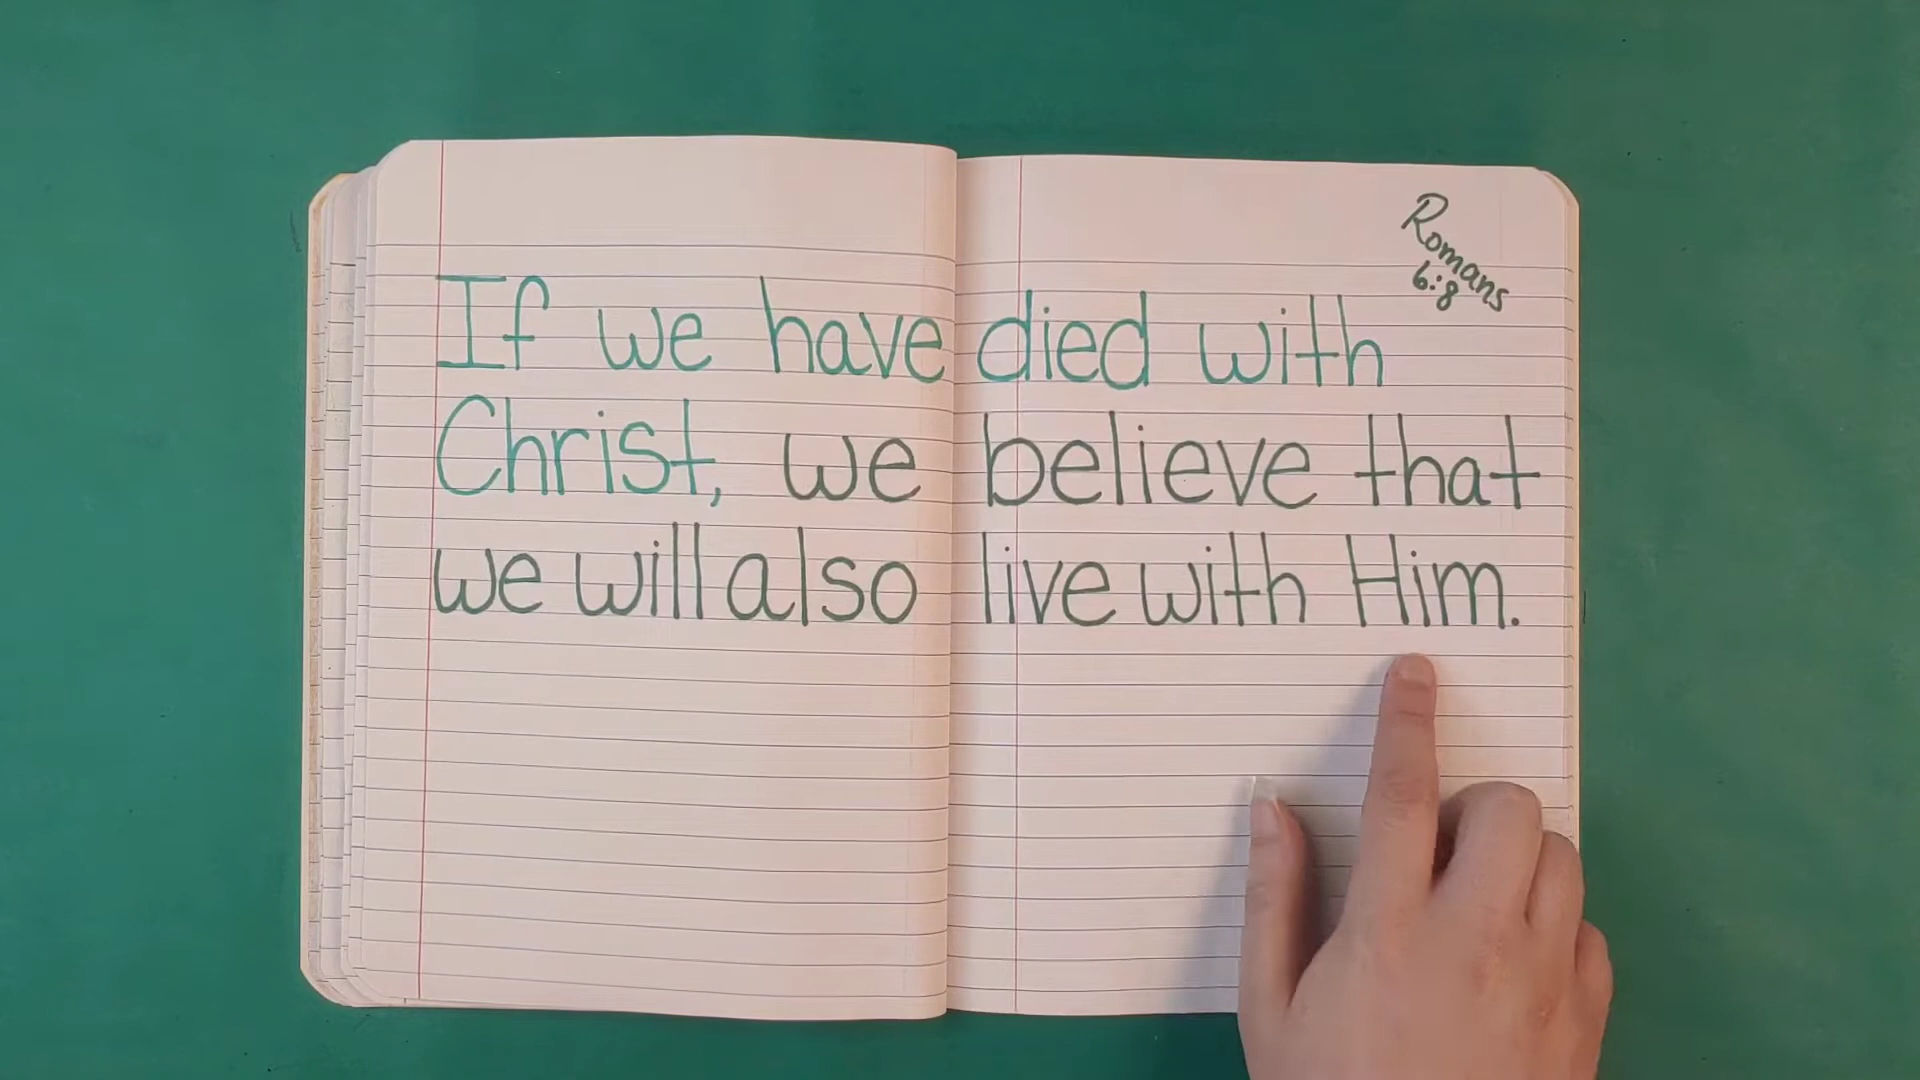 Romans
6:8
If we have died with
Christ, we believe that
we will also live with Him.